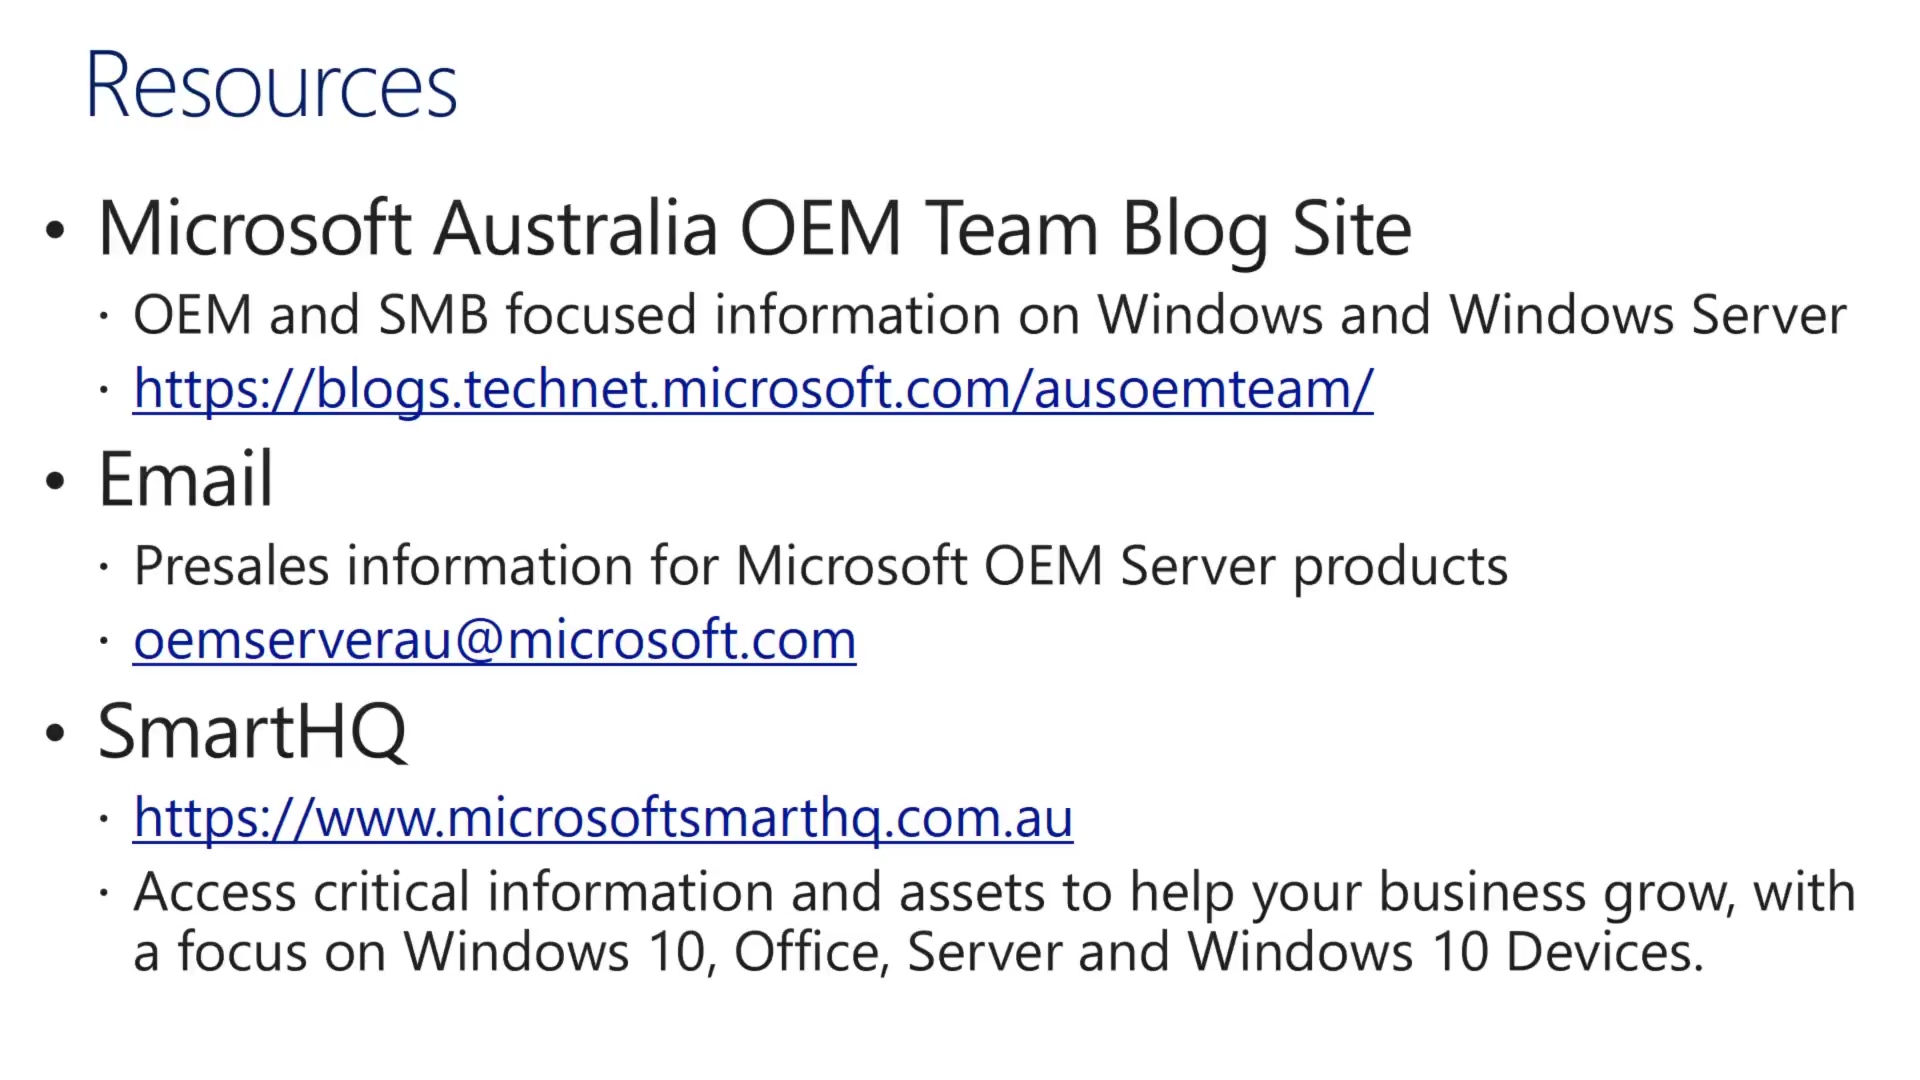 Resources
• Microsoft Australia OEM Team Blog Site
· OEM and SMB focused information on Windows and Windows Server
· https://blogs.technet.microsoft.com/ausoemteam/
• Email
· Presales information for Microsoft OEM Server products
· oemserverau@microsoft.com
• SmartHQ
· https://www.microsoftsmarthq.com.au
· Access critical information and assets to help your business grow, with
a focus on Windows 10, Office, Server and Windows 10 Devices.